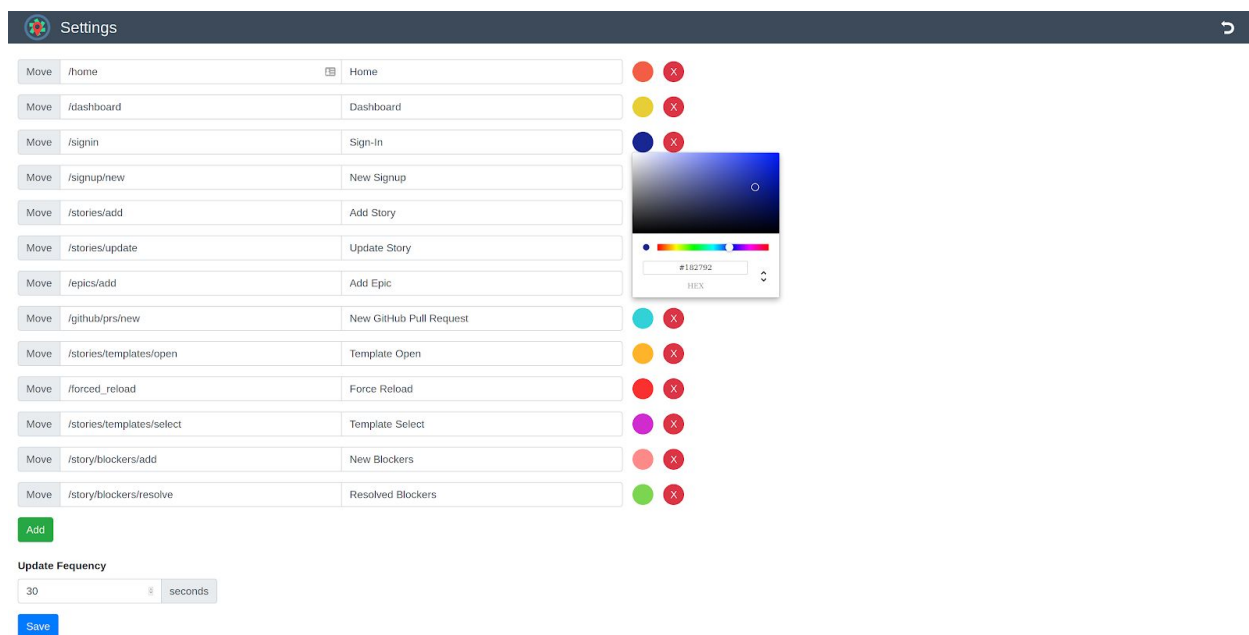 Settings
Move /home Home X
Move /dashboard Dashboard X
Move /signin Sign-In X
Move /signup/new New Signup
Move /stories/add Add Story
Move /stories/update Update Story
Move /epics/add Add Epic
#182792
HEX
Move /github/prs/new New GitHub Pull Request X
Move /stories/templates/open Template Open X
Move /forced_reload Force Reload X
Move /stories/templates/select Template Select X
Move /story/blockers/add New Blockers X
Move /story/blockers/resolve Resolved Blockers X
Add
Update Fequency
30 seconds
Save